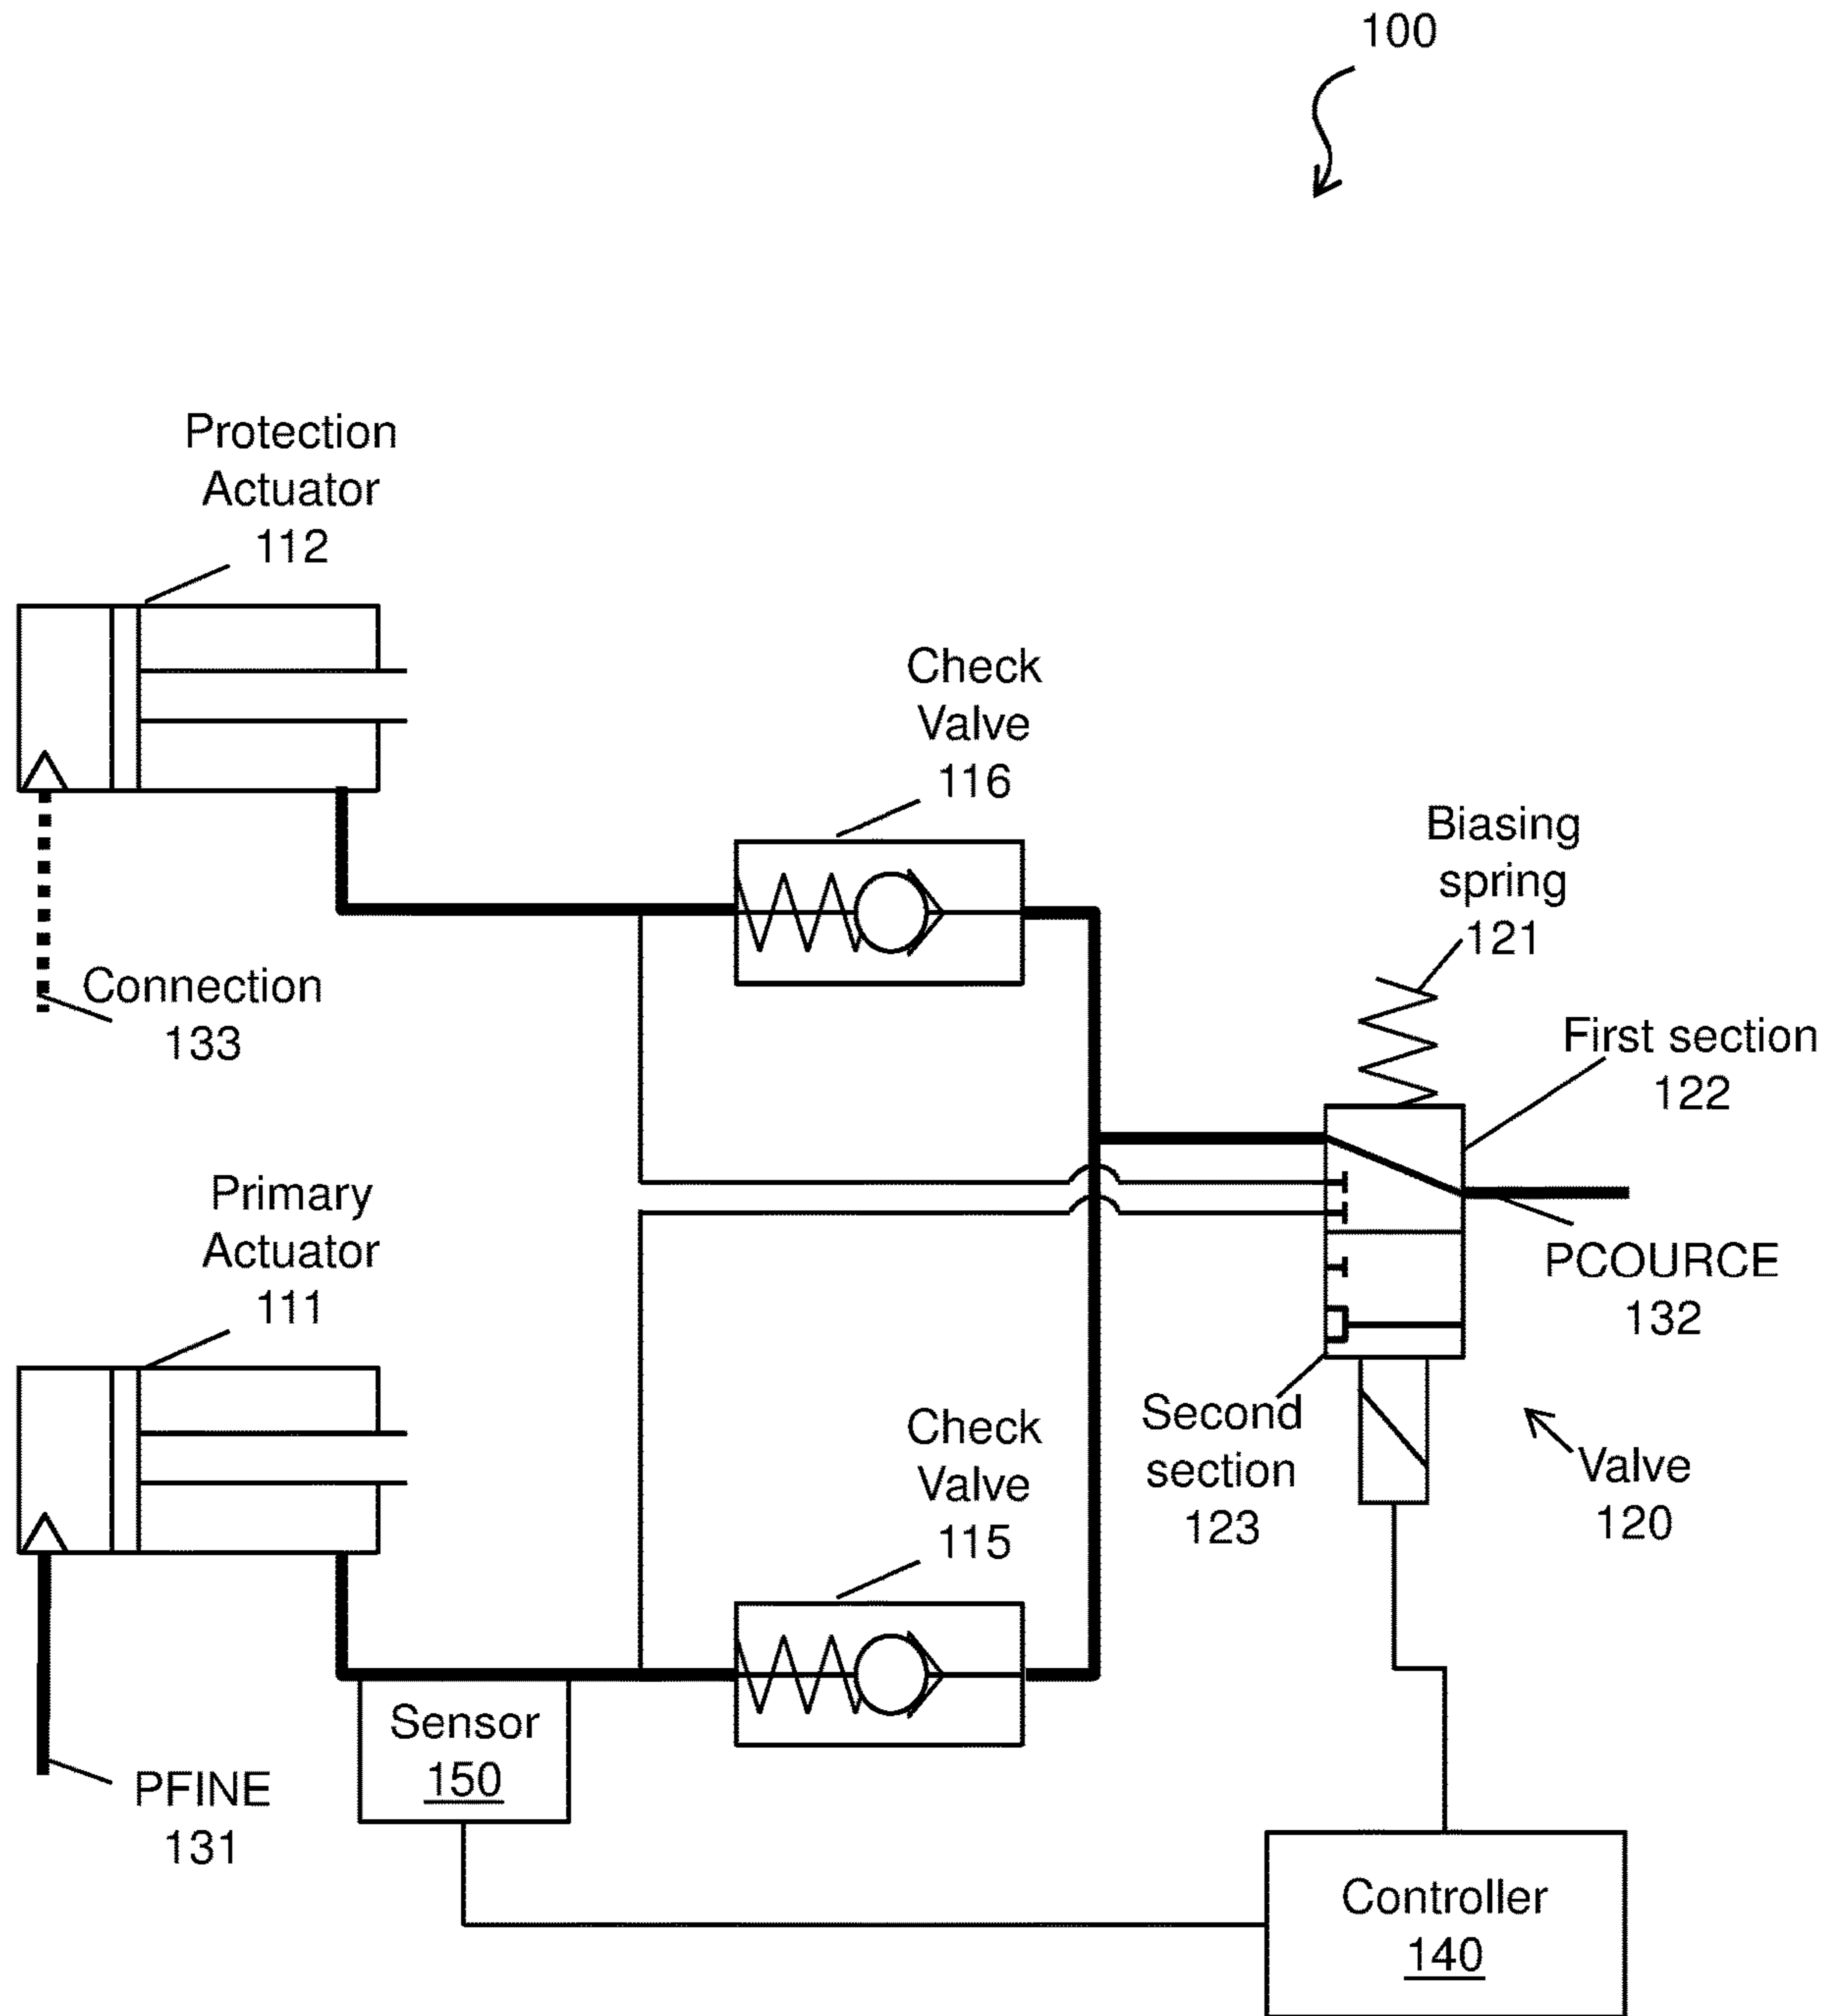 100
Protection
Actuator
112
Check
Valve
116
Biasing
spring
121
Connection
133
First section
122
Primary
Actuator
111
PCOURCE
132
Check
Valve
115
Second
section
123
Valve
120
Sensor
150
PFINE
131
Controller
140